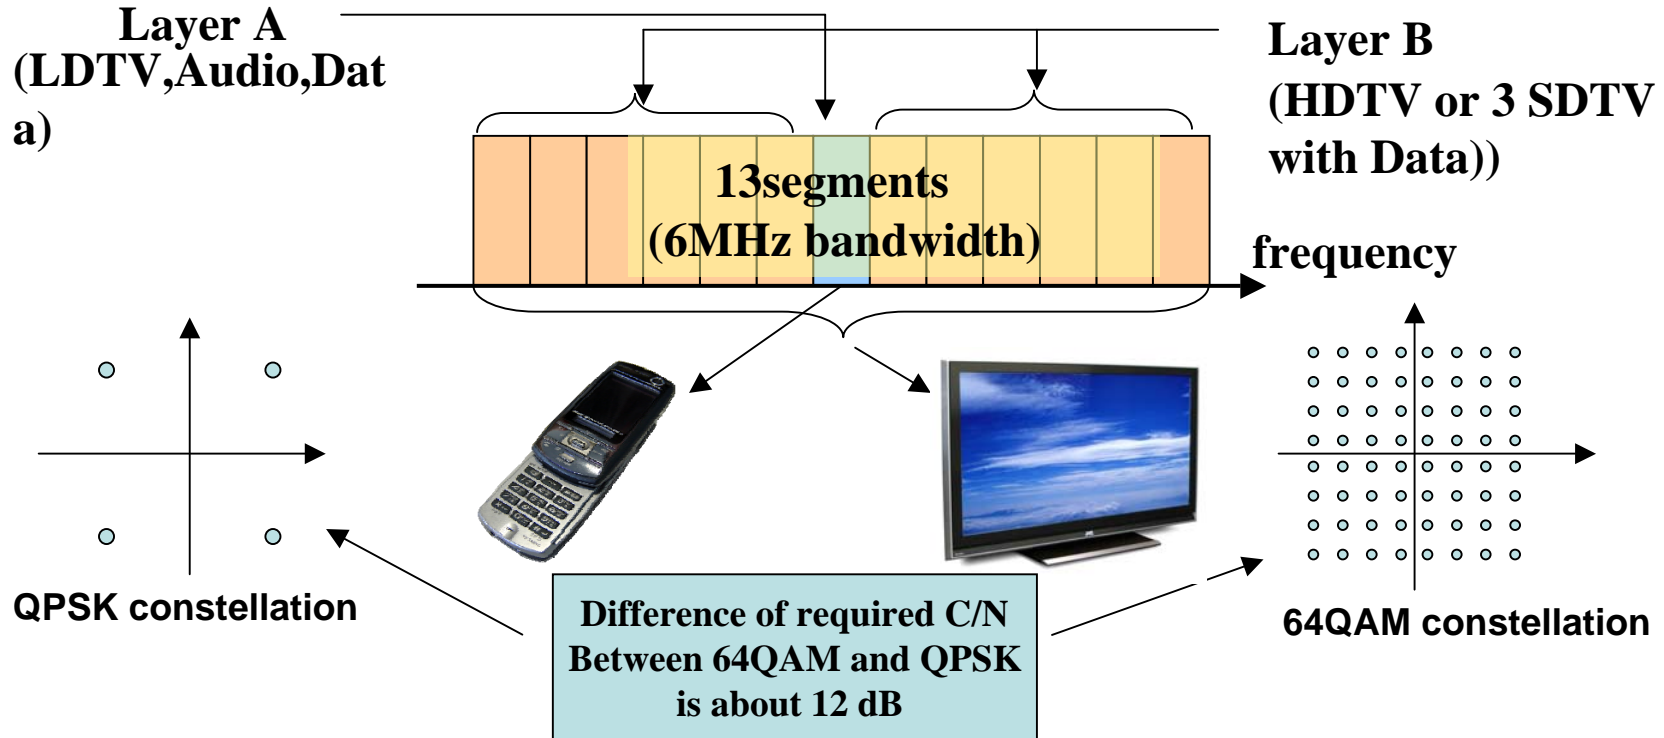 Layer A
(LDTV,Audio,Dat
a)
Layer B
(HDTV or 3 SDTV
with Data))
13segments
(6MHz bandwidth)
frequency
QPSK constellation
64QAM constellation
Difference of required C/N
Between 64QAM and QPSK
is about 12 dB